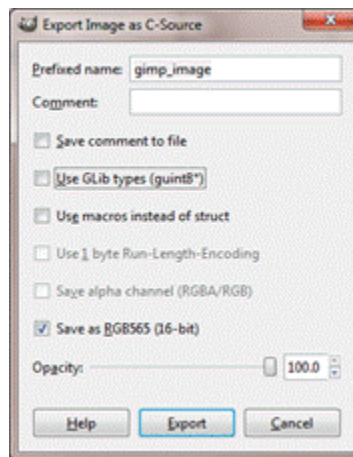 Export Image as C-Source
Prefixed name: gimp_image
Comment:
Save comment to file
Use GLib types (guint8*)
Use macros instead of struct
Use 1 byte Run-Length-Encoding
Save alpha channel (RGBA/RGB)
Save as RGB565 (16-bit)
Opacity: 100.0
Help Export Cancel